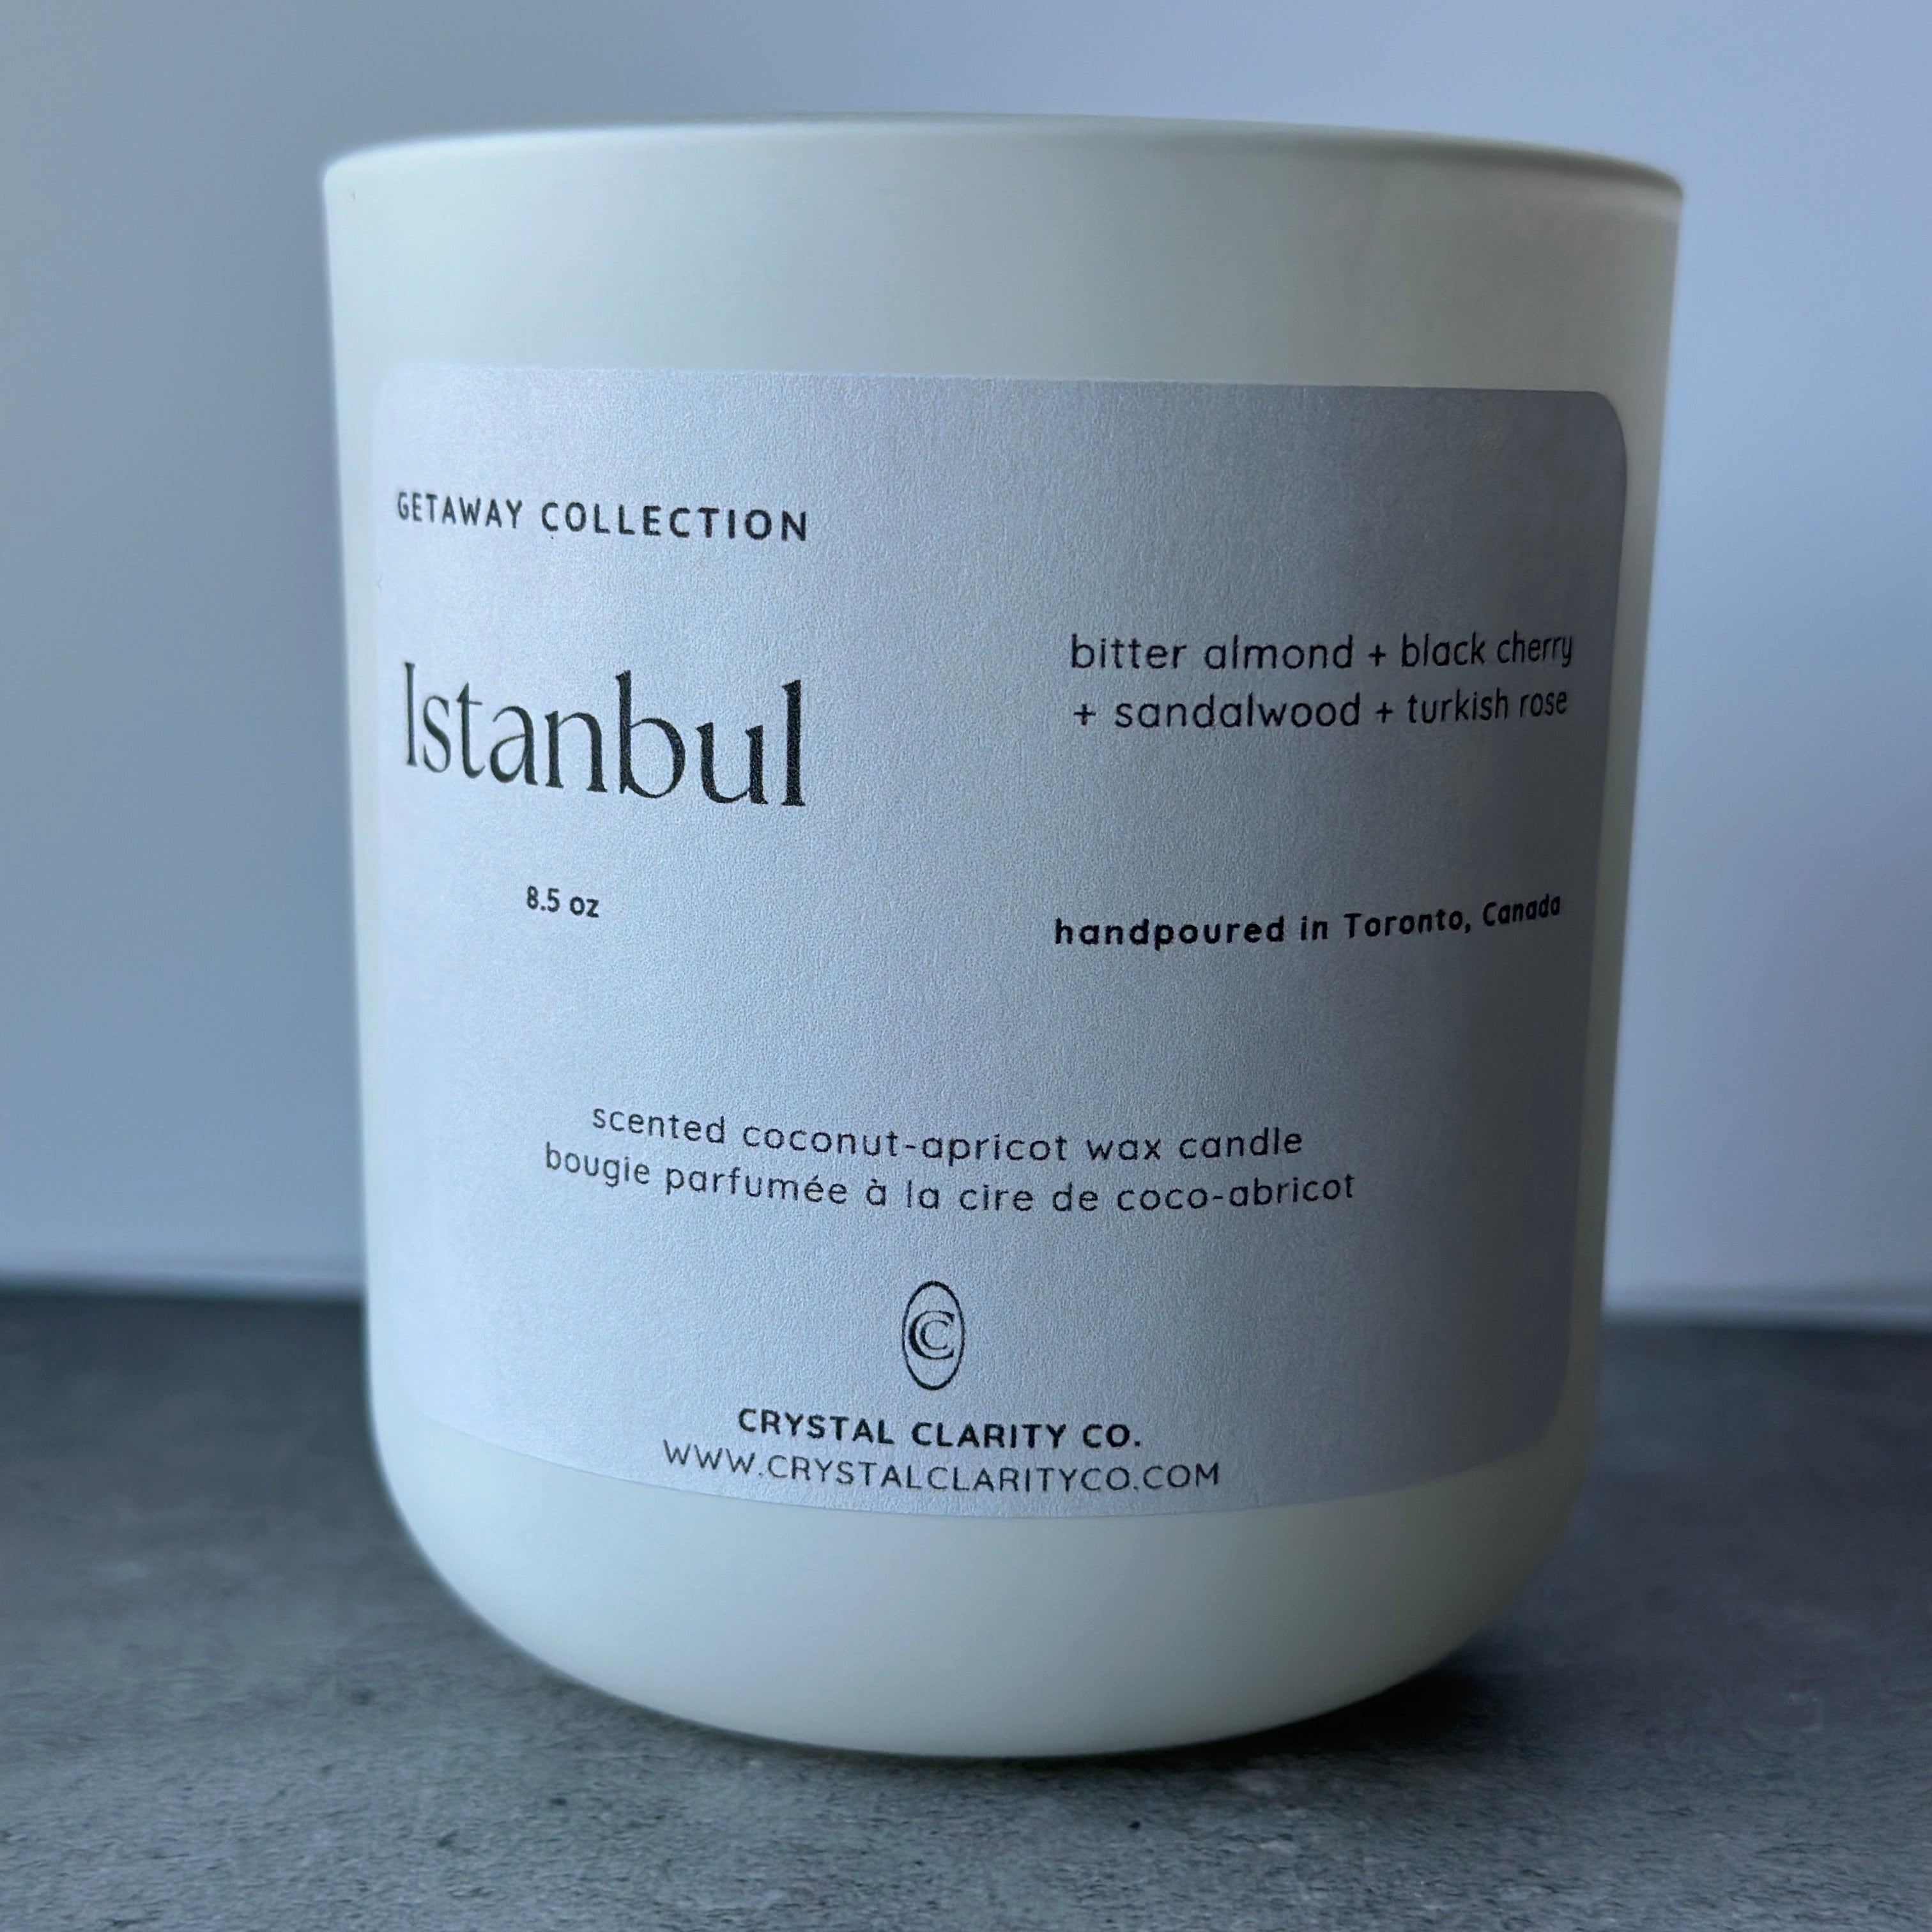 GETAWAY COLLECTION
Istanbul
8.5 oz
bitter almond + black cherry
+ sandalwood + turkish rose
handpoured in Toronto, Canada
scented coconut-apricot wax candle
bougie parfumée à la cire de coco-abricot
CC
CRYSTAL CLARITY CO.
WWW.CRYSTALCLARITYCO.COM